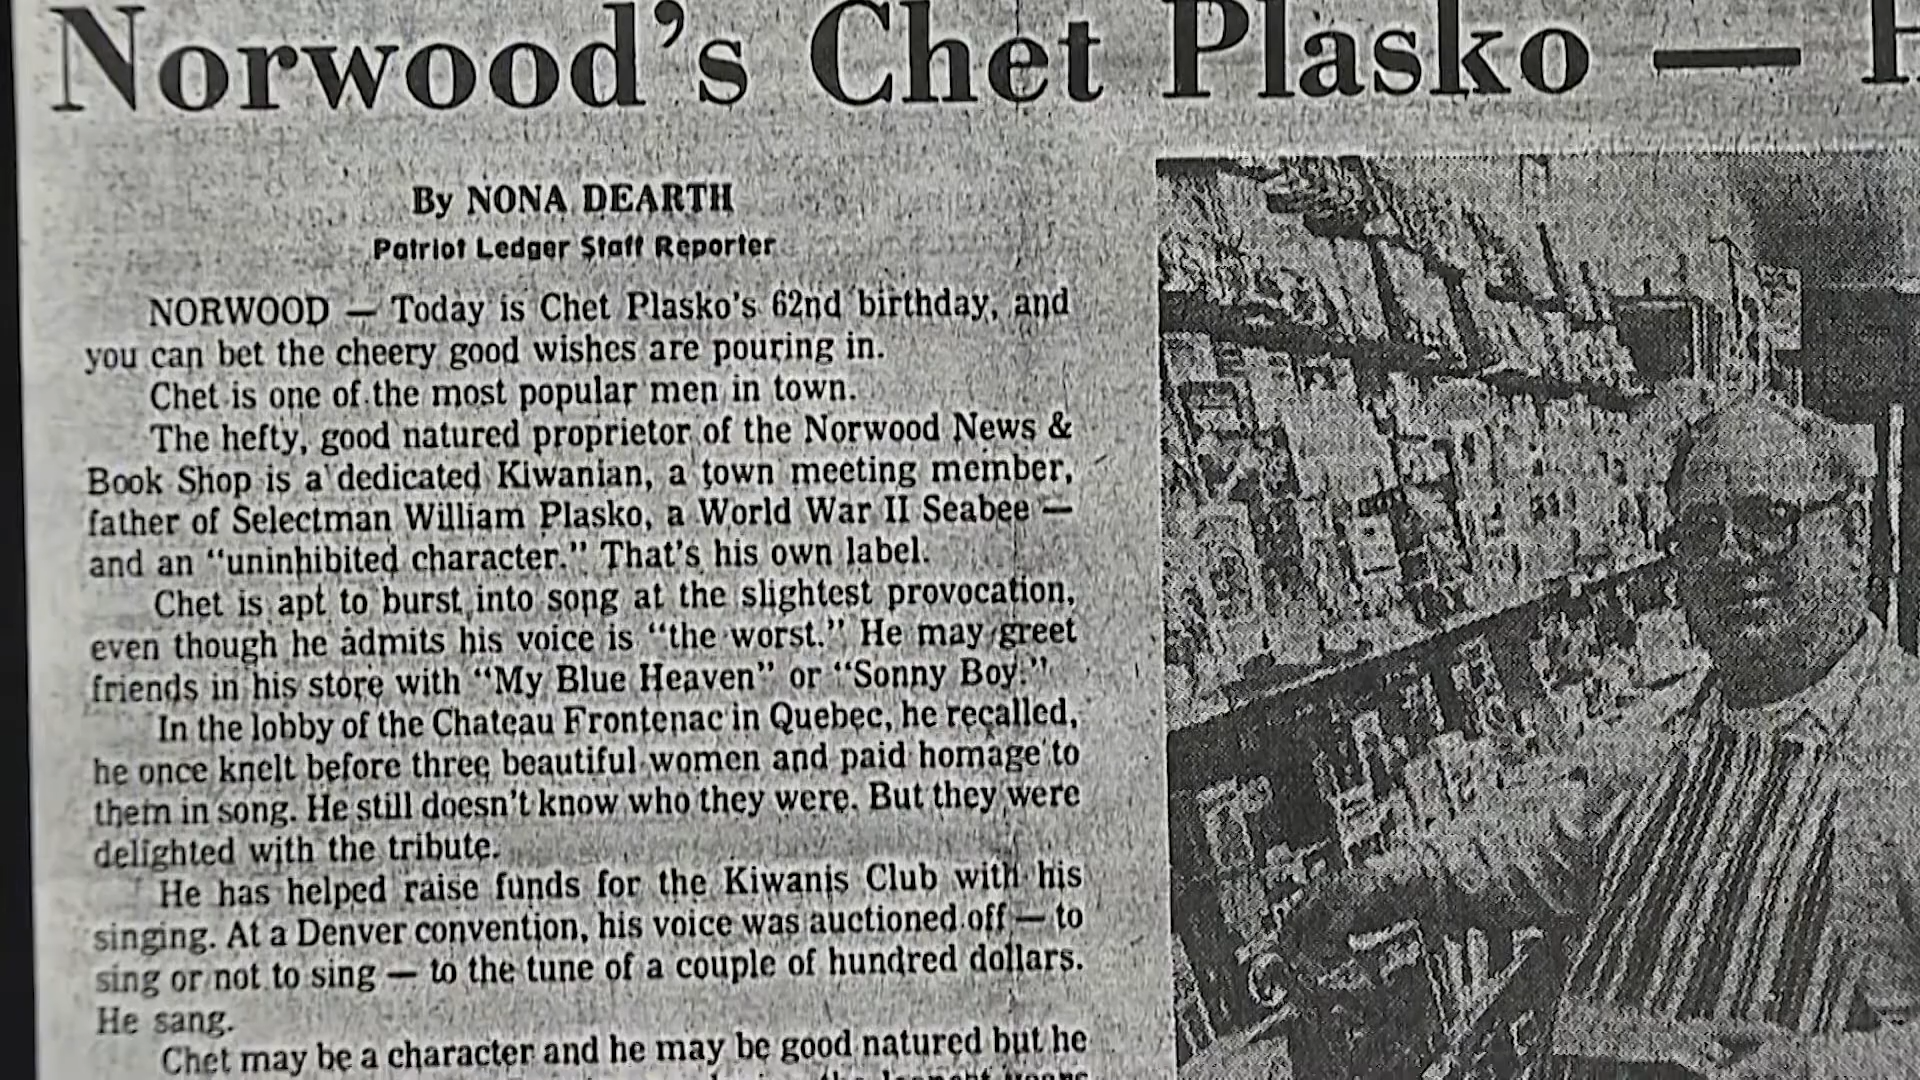 Norwood's Chet Plasko —
By NONA DEARTH
Patriot Ledger Staff Reporter
NORWOOD — Today is Chet Plasko's 62nd birthday, and
you can bet the cheery good wishes are pouring in.
Chet is one of the most popular men in town.
The hefty, good natured proprietor of the Norwood News &
Book Shop is a dedicated Kiwanian, a town meeting member,
father of Selectman William Plasko, a World War II Seabee —
and an "uninhibited character." That's his own label.
Chet is apt to burst into song at the slightest provocation,
even though he admits his voice is "the worst." He may greet
friends in his store with "My Blue Heaven" or "Sonny Boy."
In the lobby of the Chateau Frontenac in Quebec, he recalled,
he once knelt before three beautiful women and paid homage to
them in song. He still doesn't know who they were. But they were
delighted with the tribute.
He has helped raise funds for the Kiwanis Club with his
singing. At a Denver convention, his voice was auctioned off — to
sing or not to sing — to the tune of a couple of hundred dollars.
He sang.
Chet may be a character and he may be good natured but he